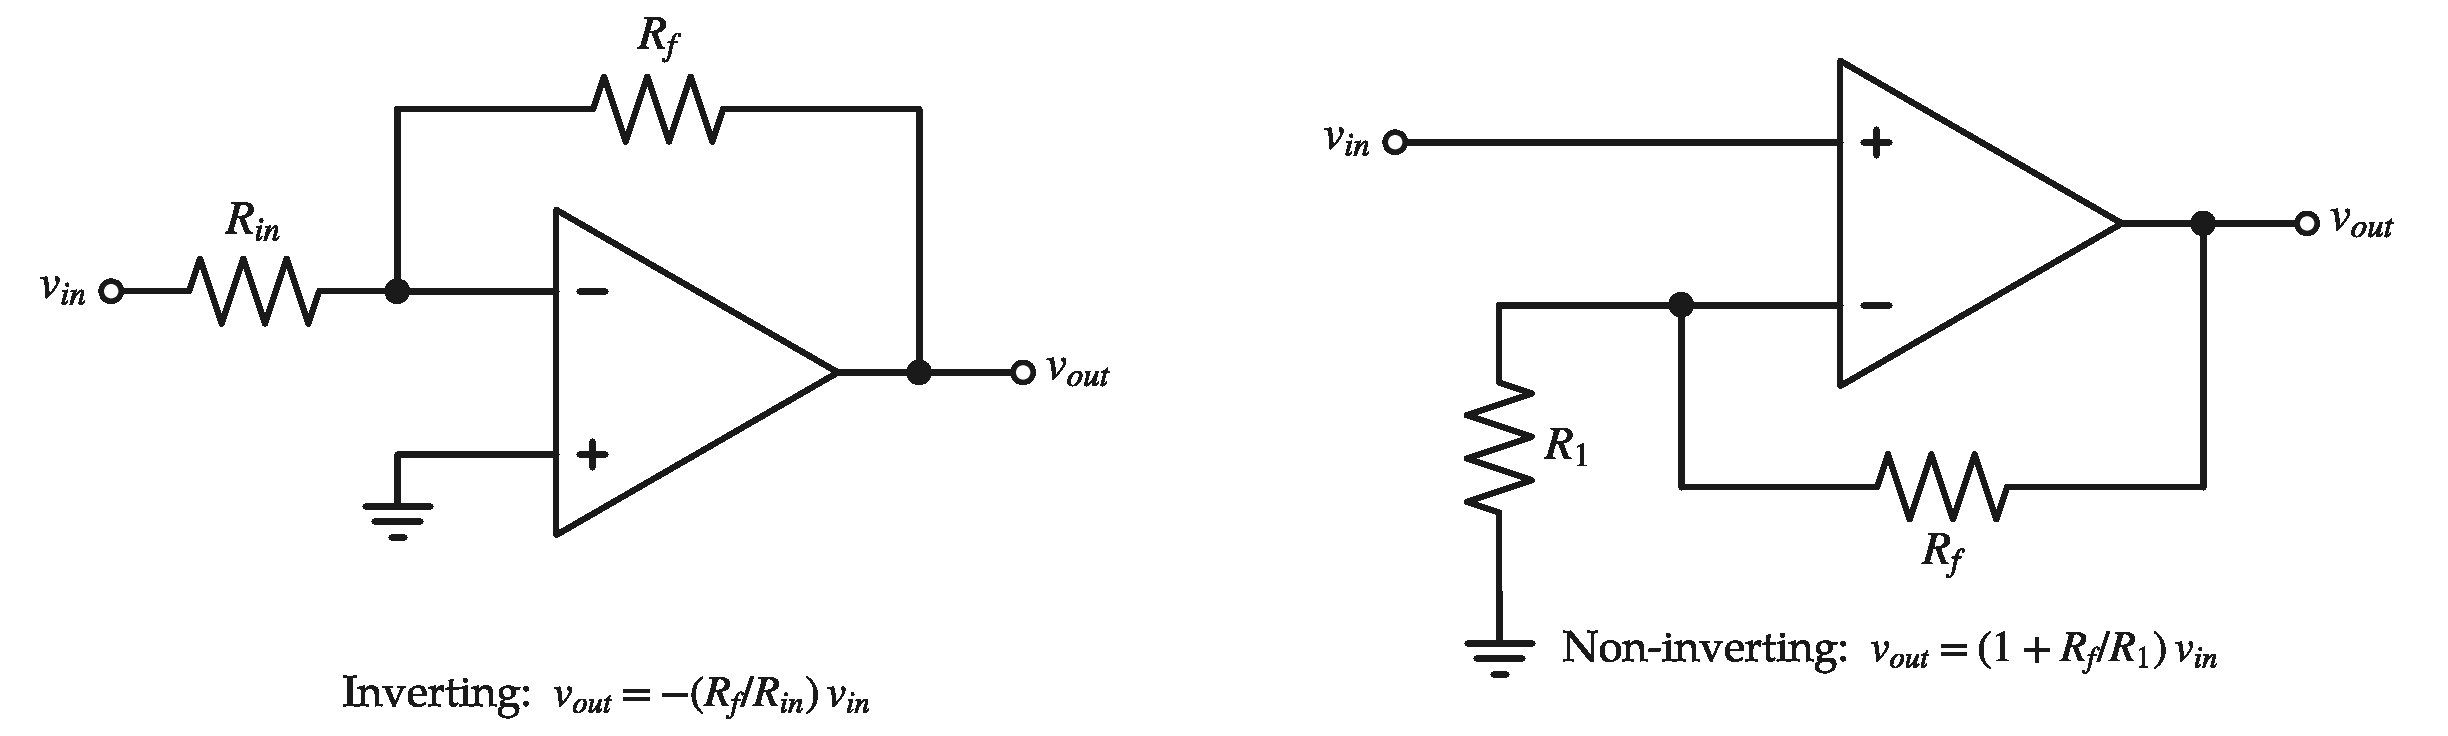 R_f
R_in
v_in
−
+
v_out
Inverting: v_out = −(R_f/R_in) v_in
v_in
+
−
v_out
R_1
R_f
Non-inverting: v_out = (1 + R_f/R_1) v_in